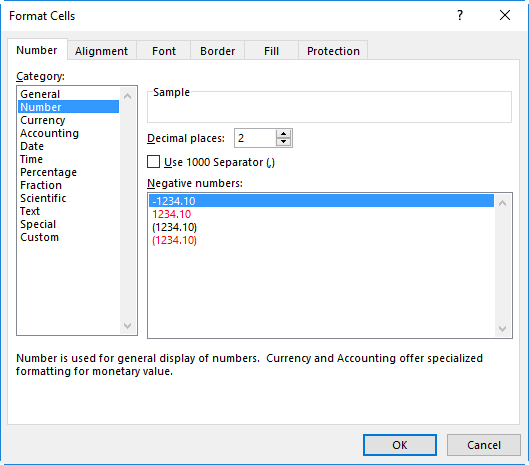 Format Cells
Number Alignment Font Border Fill Protection
Category:
General
Number
Currency
Accounting
Date
Time
Percentage
Fraction
Scientific
Text
Special
Custom
Sample
Decimal places: 2
Use 1000 Separator (,)
Negative numbers:
-1234.10
1234.10
(1234.10)
(1234.10)
Number is used for general display of numbers.  Currency and Accounting offer specialized
formatting for monetary value.
OK Cancel